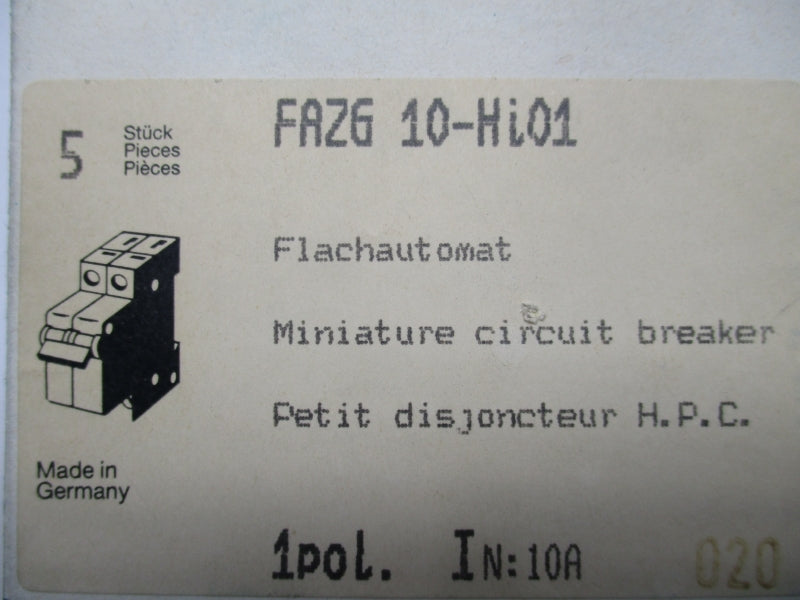 FAZG 10-Hi01
5
Stück
Pieces
Pièces
Flachautomat
Miniature circuit breaker
Petit disjoncteur H.P.C.
Made in
Germany
1pol. IN:10A
020